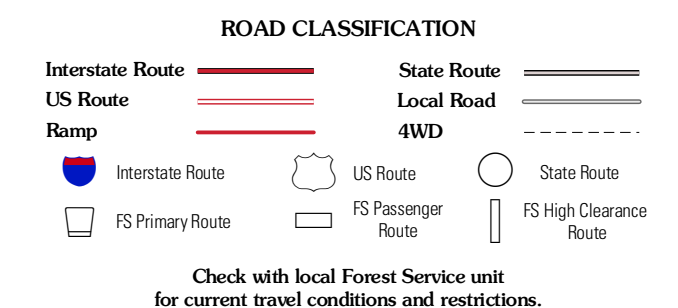 ROAD CLASSIFICATION
Interstate Route
State Route
US Route
Local Road
Ramp
4WD
Interstate Route
US Route
State Route
FS Primary Route
FS Passenger
Route
FS High Clearance
Route
Check with local Forest Service unit
for current travel conditions and restrictions.